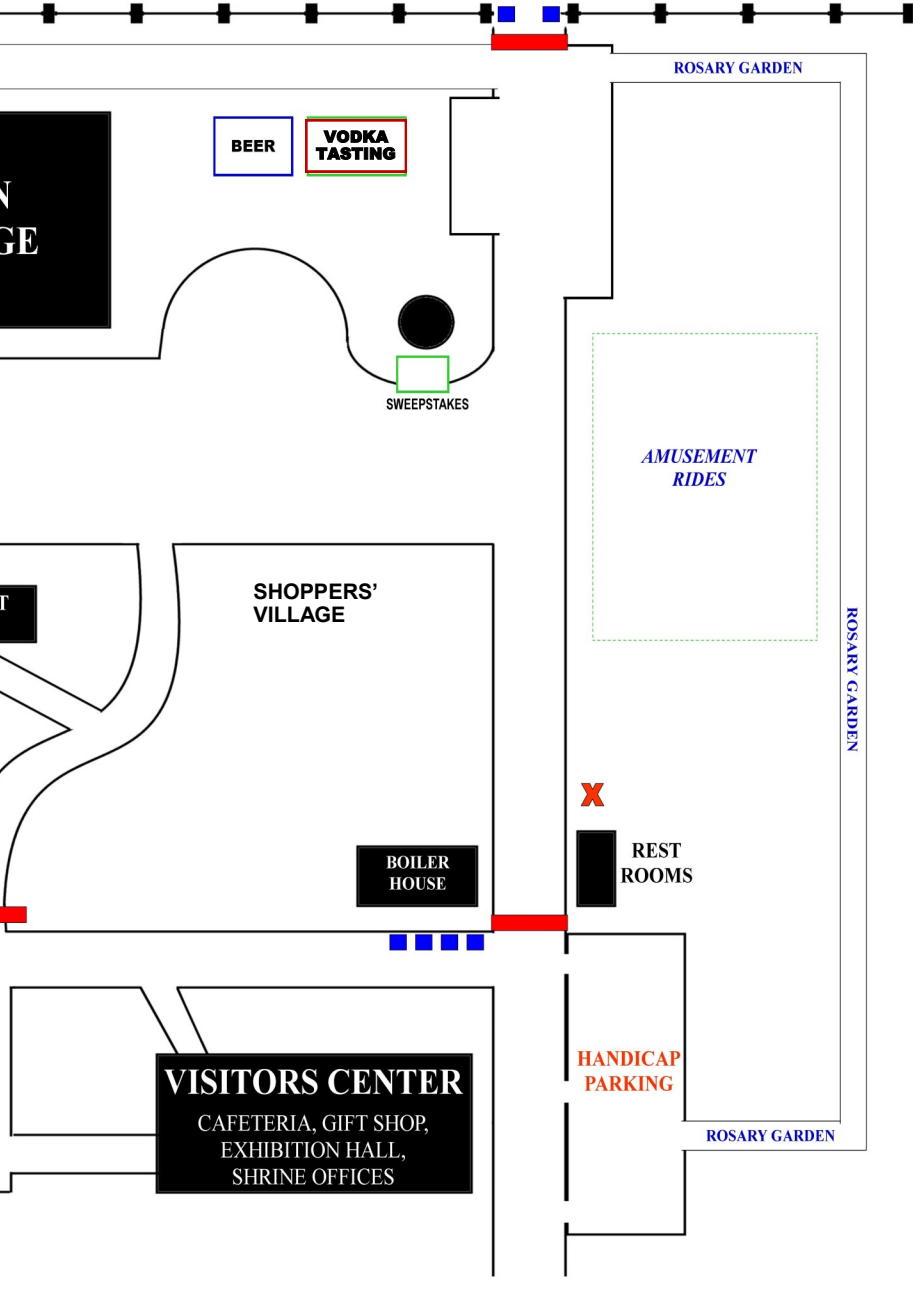 ROSARY GARDEN
BEER
VODKA
TASTING
SWEEPSTAKES
AMUSEMENT
RIDES
SHOPPERS’
VILLAGE
ROSARY GARDEN
X
BOILER
HOUSE
REST
ROOMS
HANDICAP
PARKING
VISITORS CENTER
CAFETERIA, GIFT SHOP,
EXHIBITION HALL,
SHRINE OFFICES
ROSARY GARDEN